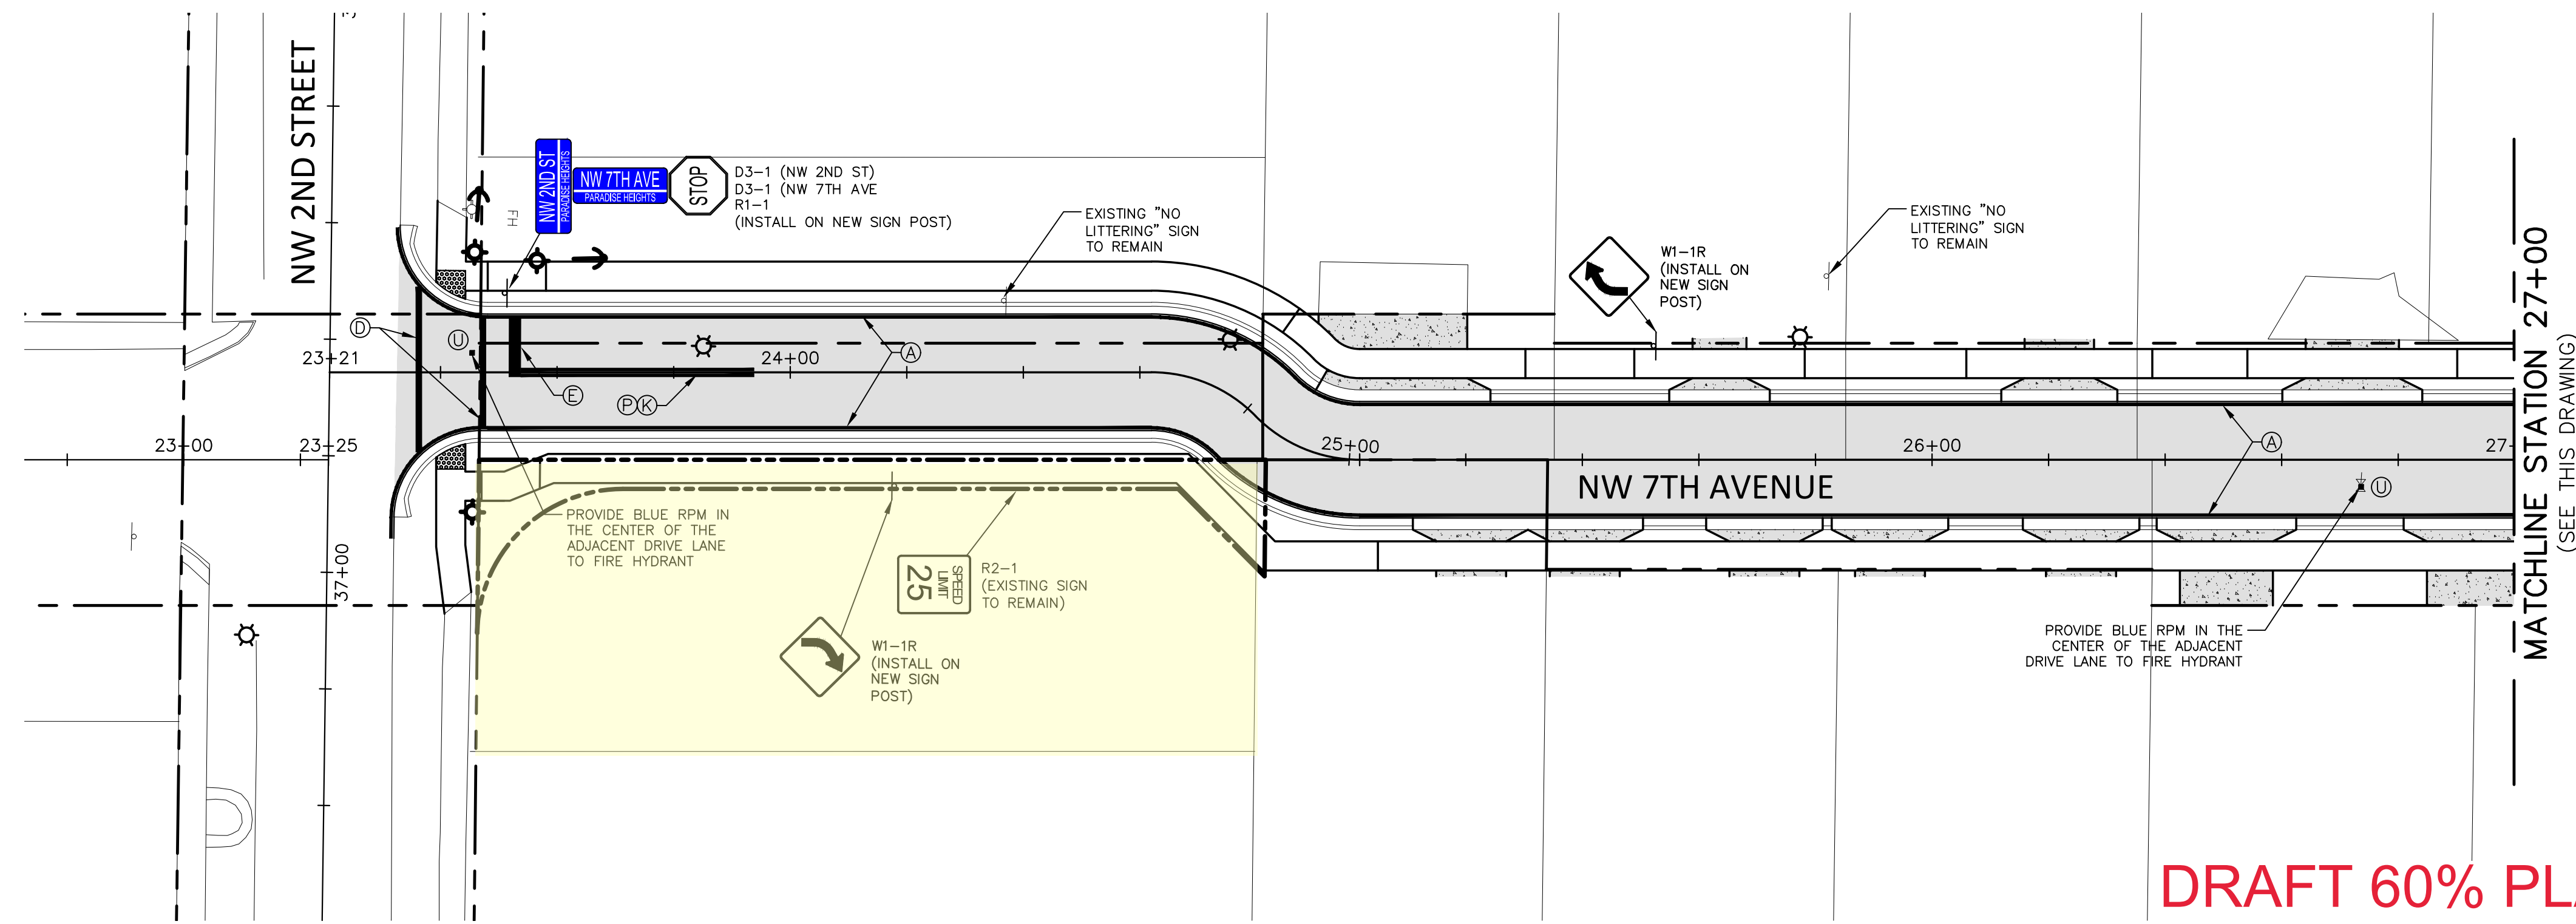 NW 2ND STREET
NW 2ND ST
PARADISE HEIGHTS
NW 7TH AVE
PARADISE HEIGHTS
STOP
D3-1 (NW 2ND ST)
D3-1 (NW 7TH AVE
R1-1
(INSTALL ON NEW SIGN POST)
FH
EXISTING "NO
LITTERING" SIGN
TO REMAIN
W1-1R
(INSTALL ON
NEW SIGN
POST)
EXISTING "NO
LITTERING" SIGN
TO REMAIN
D
U
23+21
24+00
A
E
P K
23+00
23+25
25+00
26+00
27-
A
NW 7TH AVENUE
U
37+00
PROVIDE BLUE RPM IN
THE CENTER OF THE
ADJACENT DRIVE LANE
TO FIRE HYDRANT
SPEED
LIMIT
25
R2-1
(EXISTING SIGN
TO REMAIN)
W1-1R
(INSTALL ON
NEW SIGN
POST)
PROVIDE BLUE RPM IN THE
CENTER OF THE ADJACENT
DRIVE LANE TO FIRE HYDRANT
MATCHLINE STATION 27+00
(SEE THIS DRAWING)
DRAFT 60% PLA